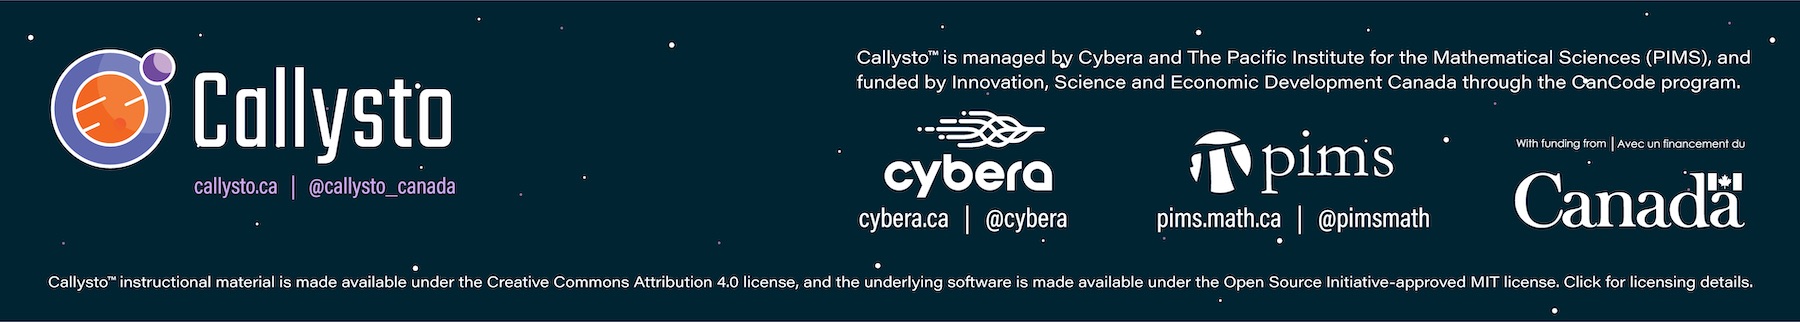 Callysto
callysto.ca | @callysto_canada
Callysto™ is managed by Cybera and The Pacific Institute for the Mathematical Sciences (PIMS), and
funded by Innovation, Science and Economic Development Canada through the CanCode program.
cybera
cybera.ca | @cybera
pims
pims.math.ca | @pimsmath
With funding from | Avec un financement du
Canada
Callysto™ instructional material is made available under the Creative Commons Attribution 4.0 license, and the underlying software is made available under the Open Source Initiative-approved MIT license. Click for licensing details.